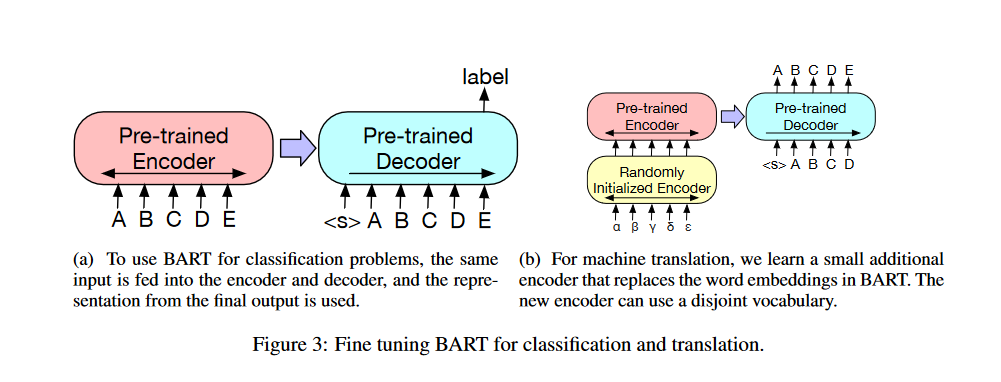 label
Pre-trained
Encoder
Pre-trained
Decoder
A B C D E
<s> A B C D E
A B C D E
Pre-trained
Encoder
Pre-trained
Decoder
<s> A B C D
Randomly
Initialized Encoder
α β γ δ ε
(a) To use BART for classification problems, the same
input is fed into the encoder and decoder, and the repre-
sentation from the final output is used.
(b) For machine translation, we learn a small additional
encoder that replaces the word embeddings in BART. The
new encoder can use a disjoint vocabulary.
Figure 3: Fine tuning BART for classification and translation.